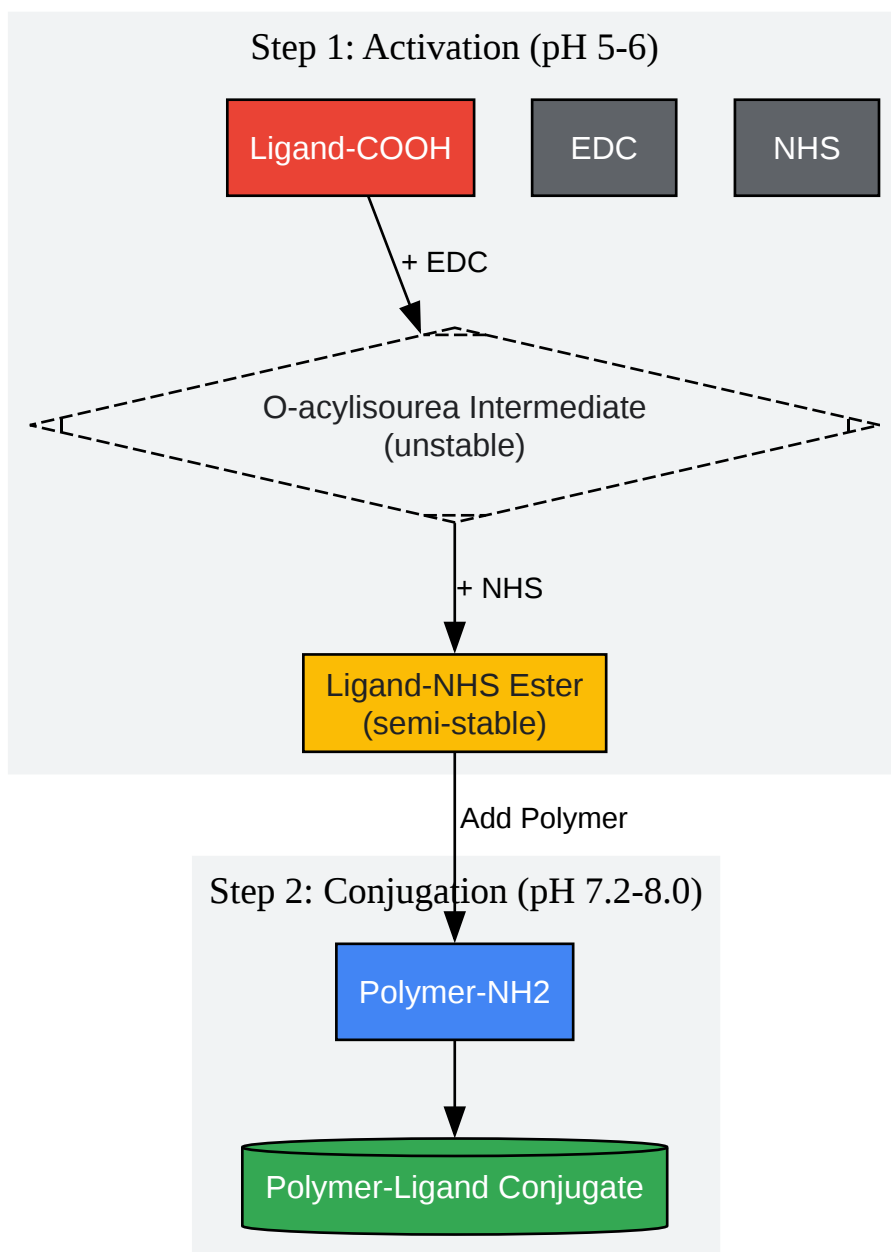 Step 1: Activation (pH 5-6)
Ligand-COOH
EDC
NHS
+ EDC
O-acylisourea Intermediate
(unstable)
+ NHS
Ligand-NHS Ester
(semi-stable)
Add Polymer
Step 2: Conjugation (pH 7.2-8.0)
Polymer-NH2
Polymer-Ligand Conjugate